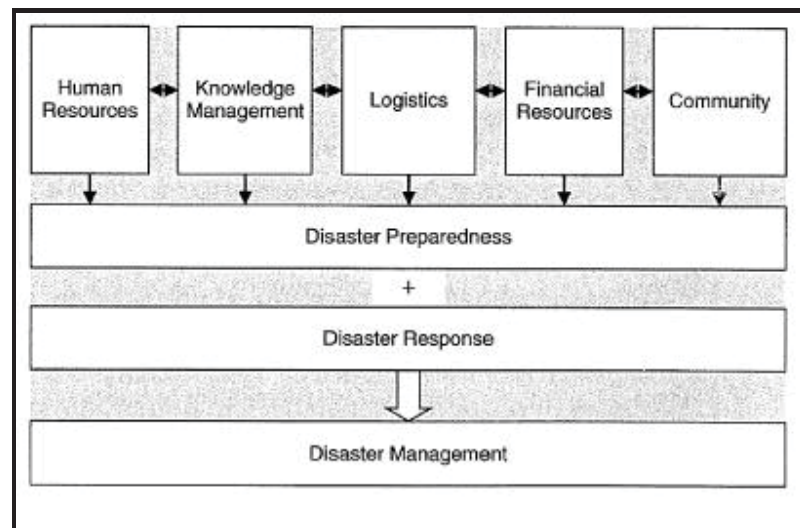 Human
Resources
Knowledge
Management
Logistics
Financial
Resources
Community
Disaster Preparedness
+
Disaster Response
Disaster Management